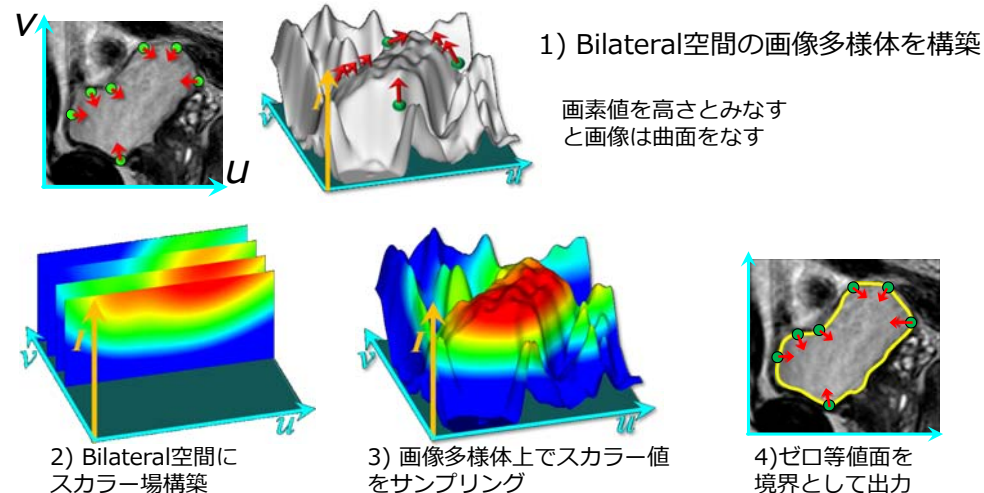 v
u
1) Bilateral空間の画像多様体を構築
画素値を高さとみなす
と画像は曲面をなす
I
v
u
I
v
u
2) Bilateral空間に
スカラー場構築
I
v
u
3) 画像多様体上でスカラー値
をサンプリング
4)ゼロ等値面を
境界として出力